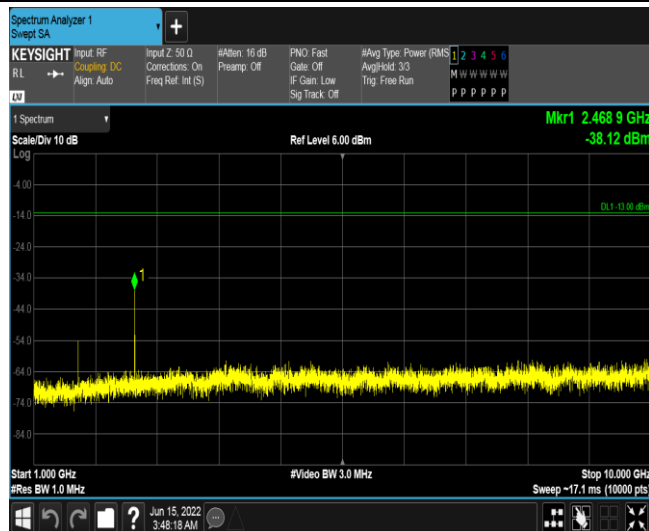 Spectrum Analyzer 1
Swept SA
KEYSIGHT
RL
LXI
Input: RF
Coupling: DC
Align: Auto
Input Z: 50 Ω
Corrections: On
Freq Ref: Int (S)
#Atten: 16 dB
Preamp: Off
PNO: Fast
Gate: Off
IF Gain: Low
Sig Track: Off
#Avg Type: Power (RMS
Avg|Hold: 3/3
Trig: Free Run
1 2 3 4 5 6
M W W W W W
P P P P P P
1 Spectrum
Mkr1 2.468 9 GHz
Scale/Div 10 dB
Ref Level 6.00 dBm
-38.12 dBm
Log
-4.00
DL1 -13.00 dBm
-14.0
-24.0
1
-34.0
-44.0
-54.0
-64.0
-74.0
-84.0
Start 1.000 GHz
#Video BW 3.0 MHz
Stop 10.000 GHz
#Res BW 1.0 MHz
Sweep ~17.1 ms (10000 pts)
?
Jun 15, 2022
3:48:18 AM